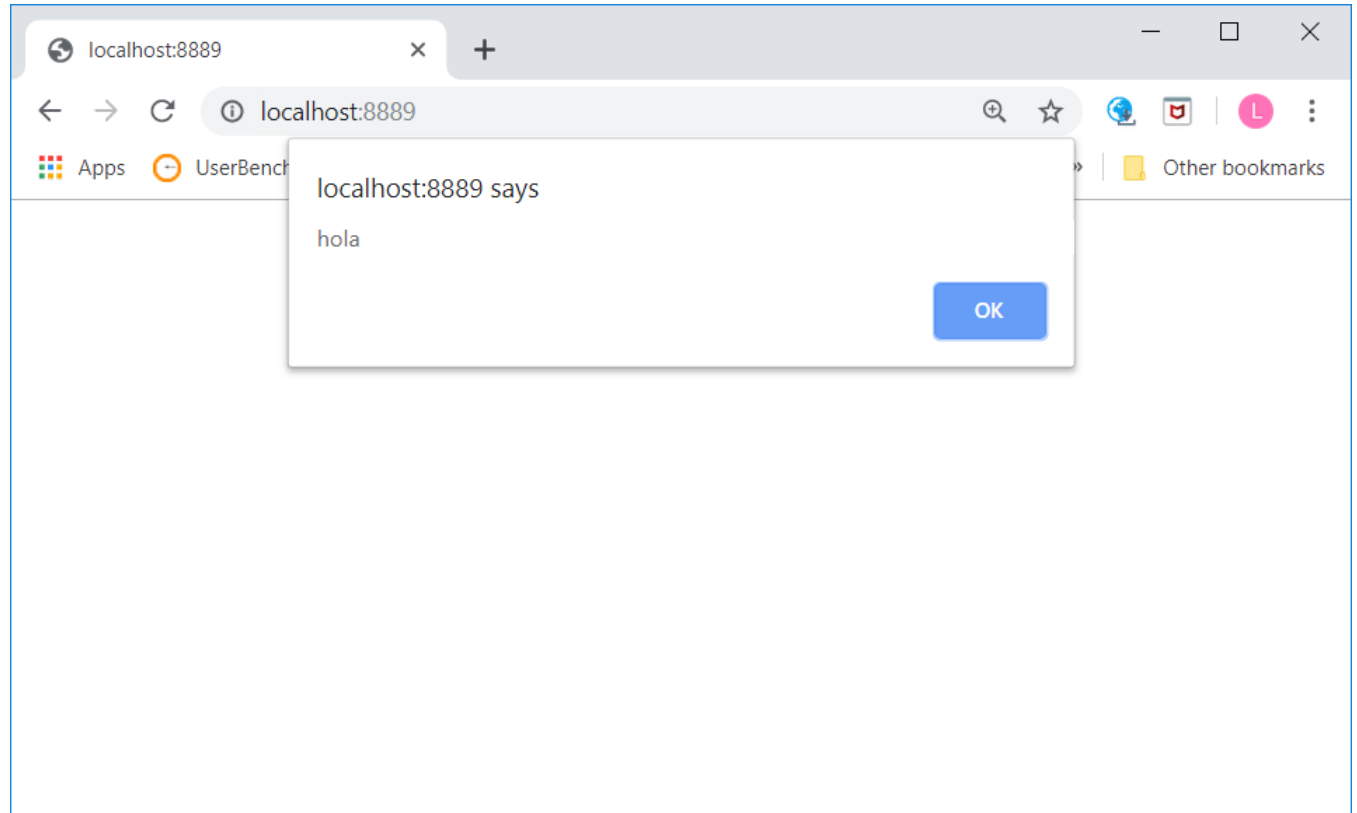 localhost:8889
localhost:8889
L
Apps UserBench » Other bookmarks
localhost:8889 says
hola
OK